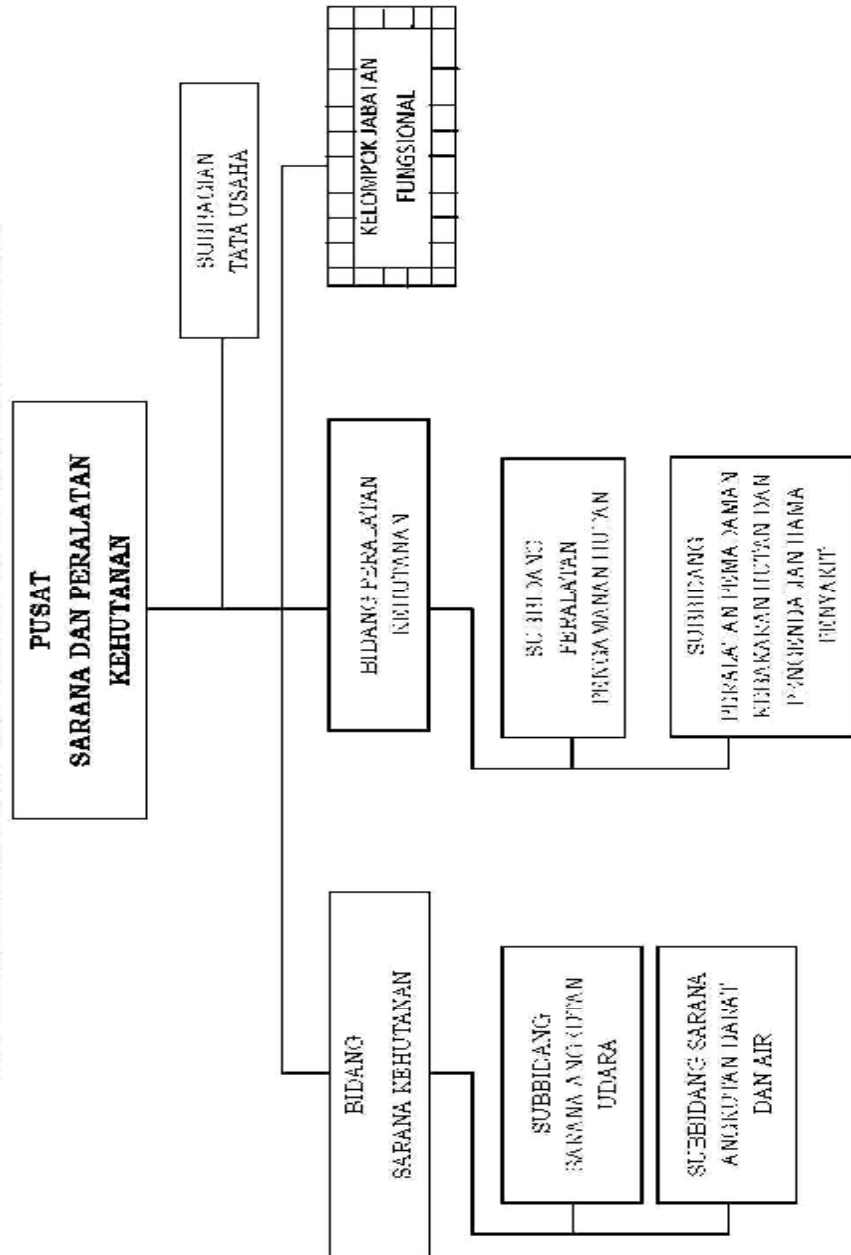 PUSAT
SARANA DAN PERALATAN
KEHUTANAN
SUBBAGIAN
TATA USAHA
BIDANG
SARANA KEHUTANAN
BIDANG PERALATAN
KEHUTANAN
KELOMPOK JABATAN
FUNGSIONAL
SUBBIDANG
SARANA ANGKUTAN
UDARA
SUBBIDANG SARANA
ANGKUTAN DARAT
DAN AIR
SUBBIDANG
PERALATAN
PENGAMANAN HUTAN
SUBBIDANG
PERALATAN PEMADAMAN
KEBAKARAN HUTAN DAN
PENGENDALIAN HAMA
PENYAKIT